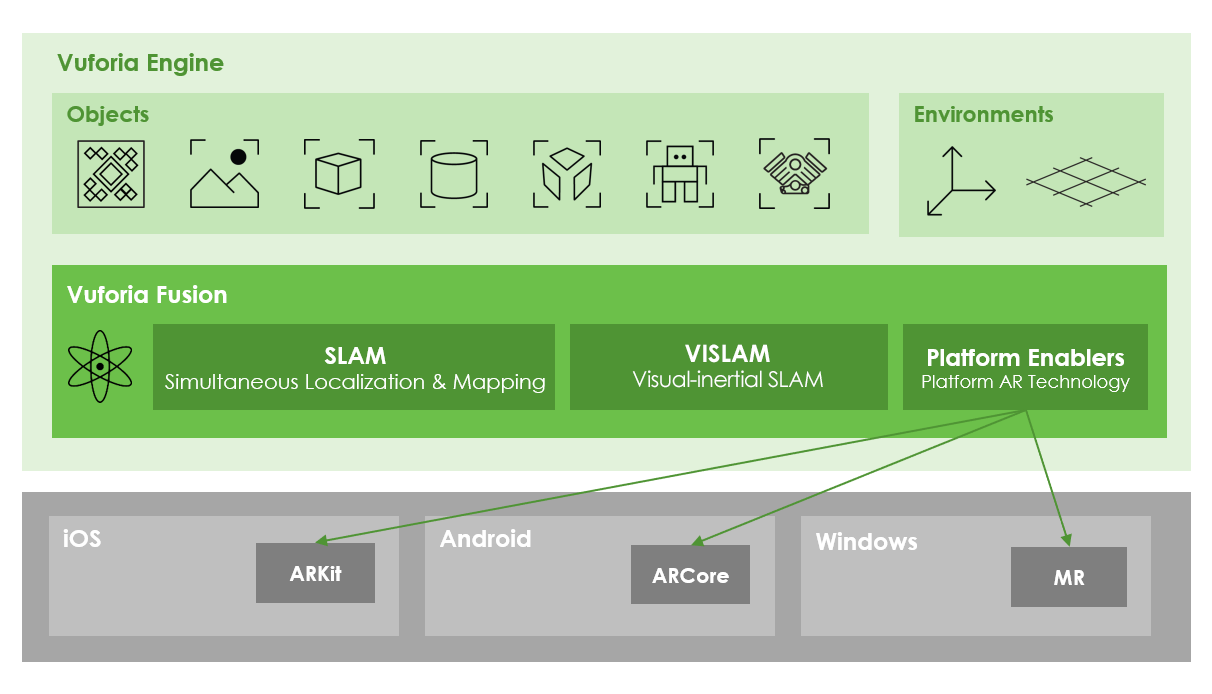 Vuforia Engine
Objects
Environments
Vuforia Fusion
SLAM
Simultaneous Localization & Mapping
VISLAM
Visual-inertial SLAM
Platform Enablers
Platform AR Technology
iOS
ARKit
Android
ARCore
Windows
MR